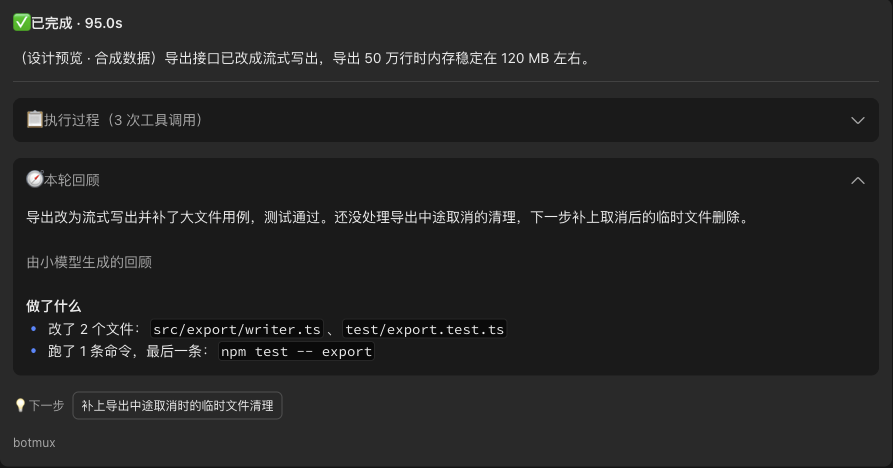 ✅已完成 · 95.0s
（设计预览 · 合成数据）导出接口已改成流式写出，导出 50 万行时内存稳定在 120 MB 左右。
📋执行过程（3 次工具调用）
🧭本轮回顾
导出改为流式写出并补了大文件用例，测试通过。还没处理导出中途取消的清理，下一步补上取消后的临时文件删除。
由小模型生成的回顾
做了什么
• 改了 2 个文件： src/export/writer.ts 、 test/export.test.ts
• 跑了 1 条命令，最后一条： npm test -- export
💡下一步 补上导出中途取消时的临时文件清理
botmux